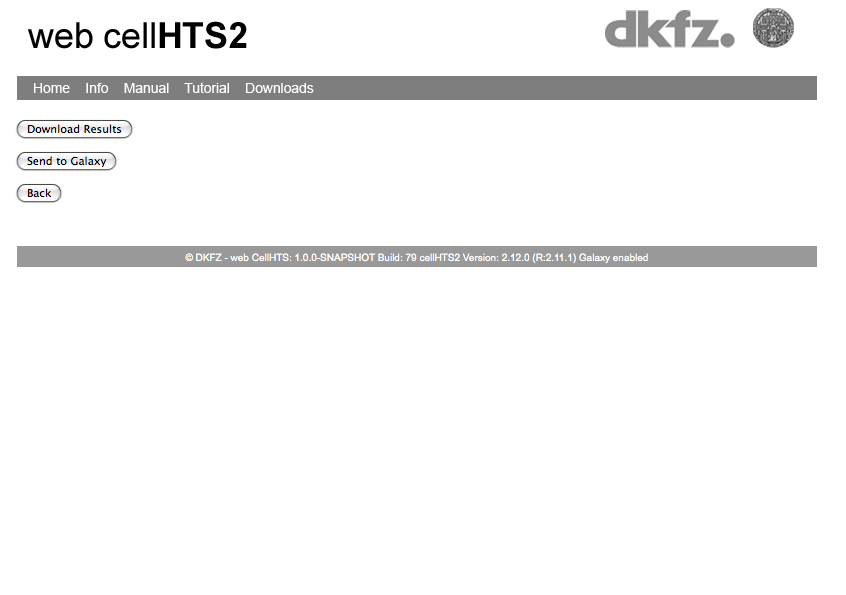 web cellHTS2
dkfz.
Home Info Manual Tutorial Downloads
Download Results
Send to Galaxy
Back
© DKFZ - web CellHTS: 1.0.0-SNAPSHOT Build: 79 cellHTS2 Version: 2.12.0 (R:2.11.1) Galaxy enabled